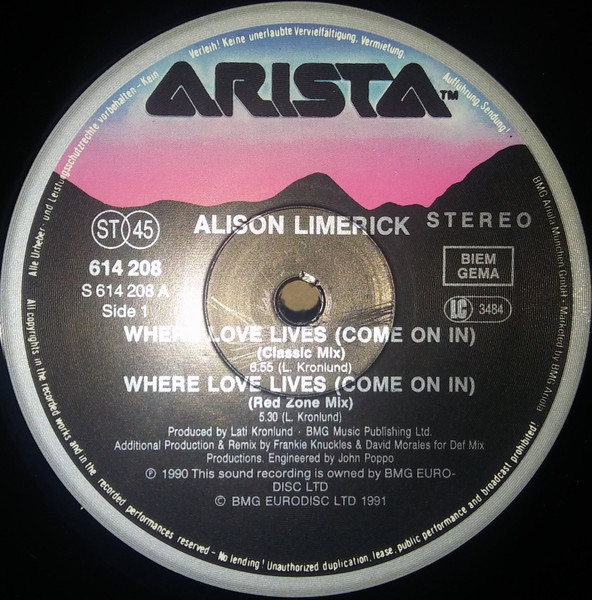 Alle Urheber- und Leistungsschutzrechte vorbehalten - Kein Verleih! Keine unerlaubte Vervielfältigung, Vermietung, Aufführung, Sendung!
ARISTA™
ST 45
ALISON LIMERICK
STEREO
614 208
S 614 208 A
Side 1
BIEM
GEMA
LC 3484
WHERE LOVE LIVES (COME ON IN)
(Classic Mix)
6.55 (L. Kronlund)
WHERE LOVE LIVES (COME ON IN)
(Red Zone Mix)
5.30 (L. Kronlund)
Produced by Lati Kronlund · BMG Music Publishing Ltd.
Additional Production & Remix by Frankie Knuckles & David Morales for Def Mix
Productions. Engineered by John Poppo
℗ 1990 This sound recording is owned by BMG EURO-
DISC LTD
© BMG EURODISC LTD 1991
BMG Ariola München GmbH · Marketed by BMG Ariola
All copyrights in the recorded works and in the recorded performances reserved - No lending! Unauthorized duplication, lease, public performance and broadcast prohibited!